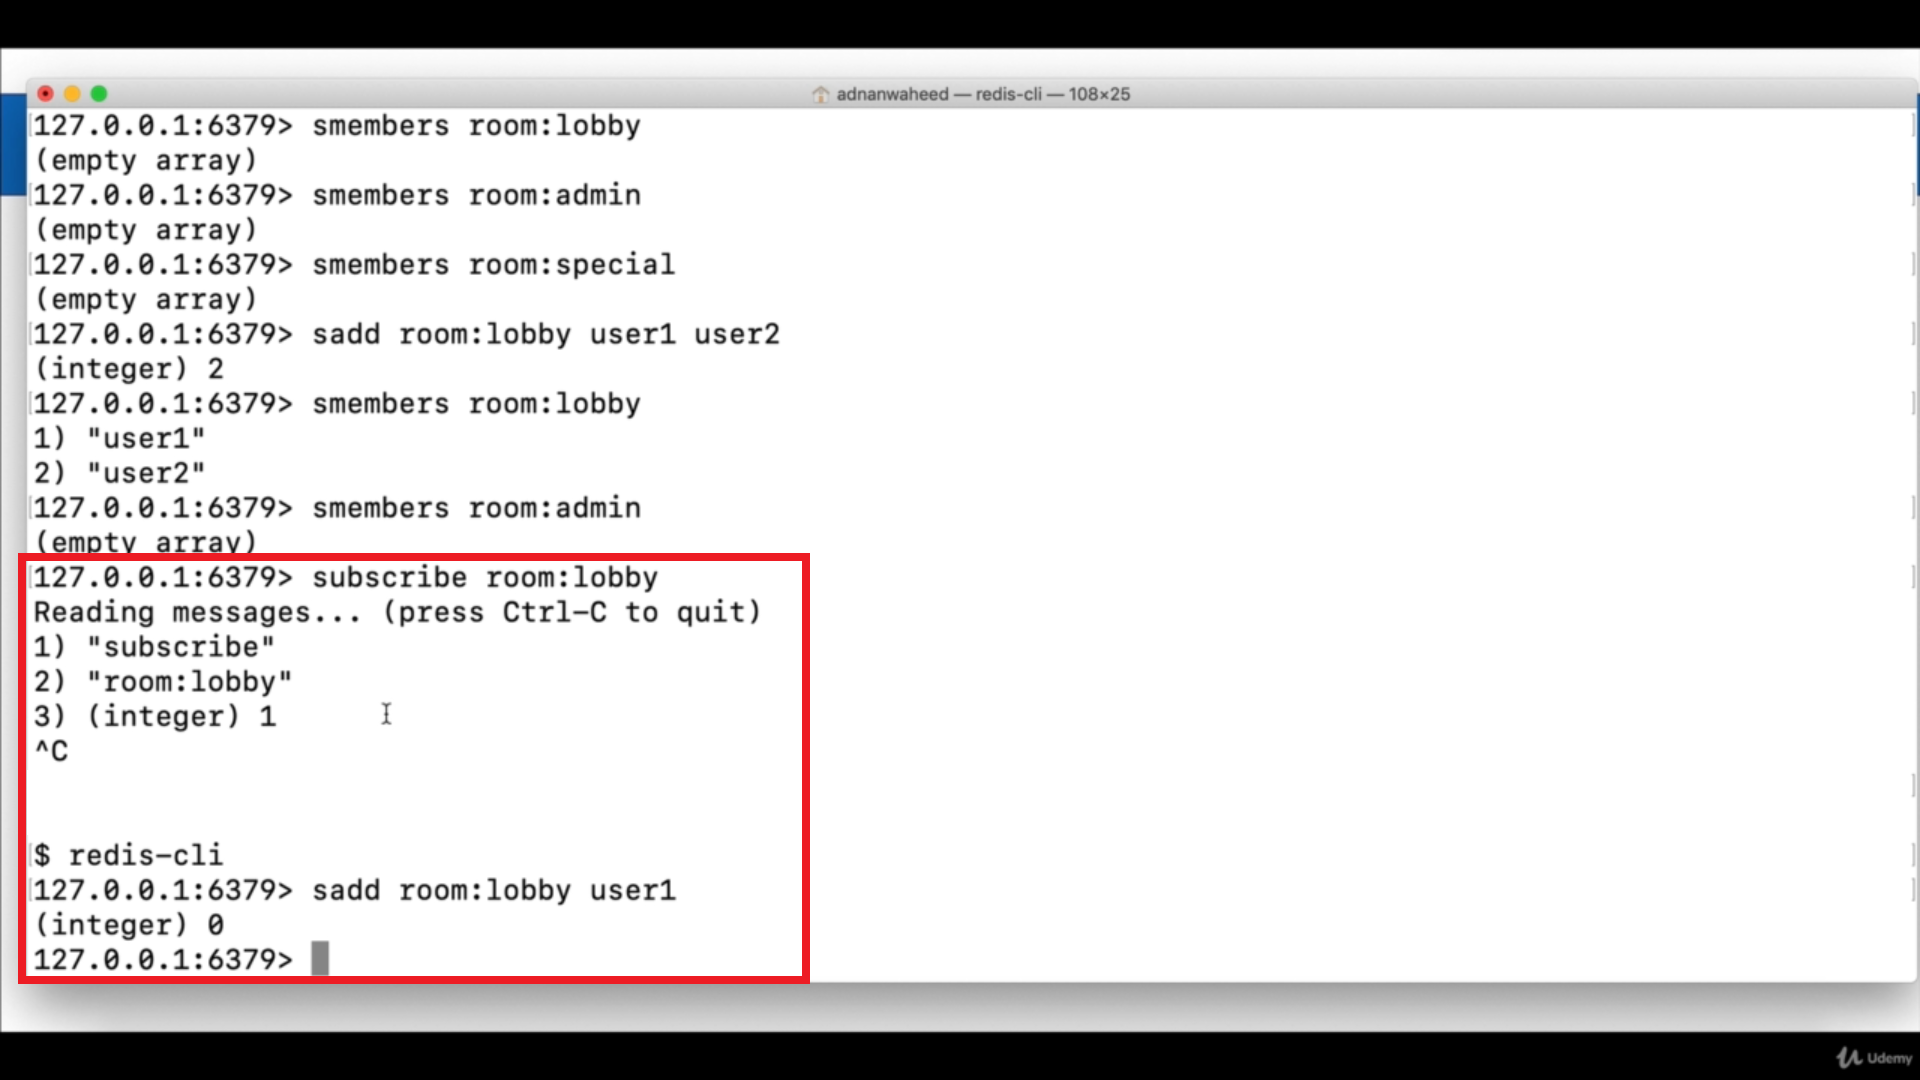 adnanwaheed — redis-cli — 108×25
127.0.0.1:6379> smembers room:lobby
(empty array)
127.0.0.1:6379> smembers room:admin
(empty array)
127.0.0.1:6379> smembers room:special
(empty array)
127.0.0.1:6379> sadd room:lobby user1 user2
(integer) 2
127.0.0.1:6379> smembers room:lobby
1) "user1"
2) "user2"
127.0.0.1:6379> smembers room:admin
(empty array)
127.0.0.1:6379> subscribe room:lobby
Reading messages... (press Ctrl-C to quit)
1) "subscribe"
2) "room:lobby"
3) (integer) 1
^C
$ redis-cli
127.0.0.1:6379> sadd room:lobby user1
(integer) 0
127.0.0.1:6379>
Udemy